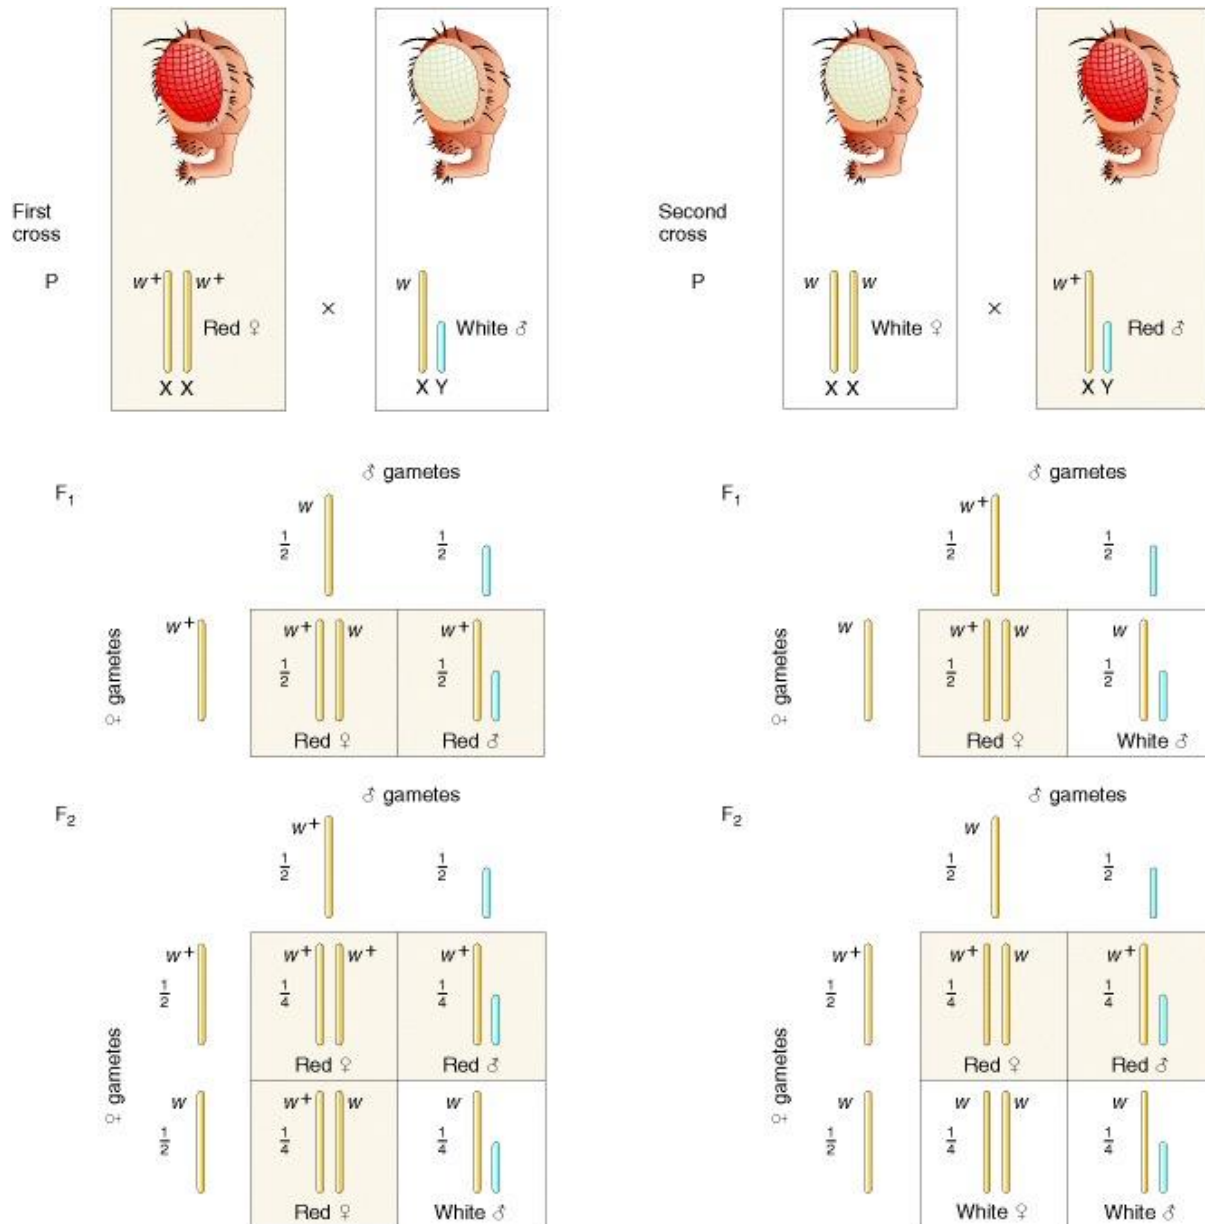 First
cross
P
w+ w+
Red ♀
X X
×
w
White ♂
X Y
Second
cross
P
w w
White ♀
X X
×
w+
Red ♂
X Y
F1
♂ gametes
w
1/2 1/2
♀ gametes
w+
w+ w
1/2
Red ♀
w+
1/2
Red ♂
F2
♂ gametes
w+
1/2 1/2
♀ gametes
w+
1/2
w+ w+
1/4
Red ♀
w+
1/4
Red ♂
w
1/2
w+ w
1/4
Red ♀
w
1/4
White ♂
F1
♂ gametes
w+
1/2 1/2
♀ gametes
w
w+ w
1/2
Red ♀
w
1/2
White ♂
F2
♂ gametes
w
1/2 1/2
♀ gametes
w+
1/2
w+ w
1/4
Red ♀
w+
1/4
Red ♂
w
1/2
w w
1/4
White ♀
w
1/4
White ♂